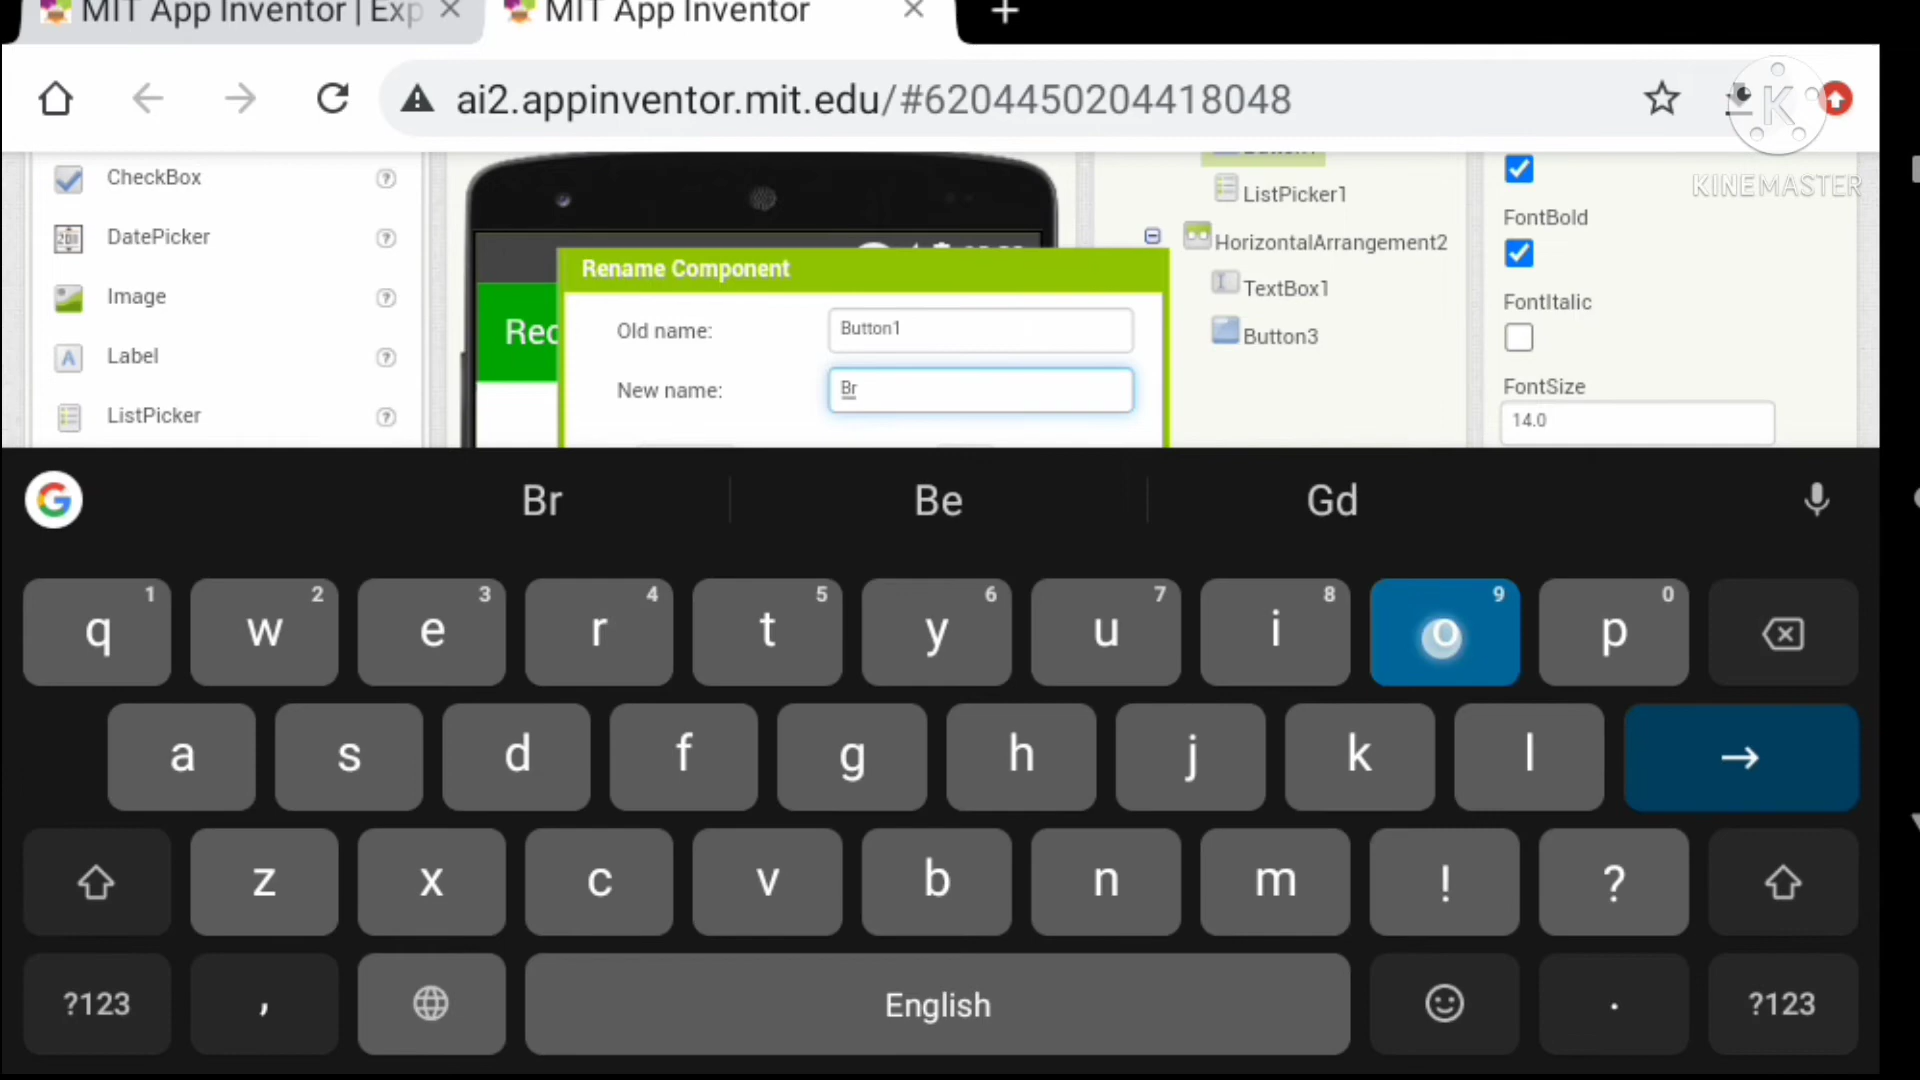 MIT App Inventor | Exp
MIT App Inventor
ai2.appinventor.mit.edu/#6204450204418048
K
KINEMASTER
CheckBox
DatePicker
Image
Label
ListPicker
Rec
Rename Component
Old name:
Button1
New name:
Br
ListPicker1
HorizontalArrangement2
TextBox1
Button3
FontBold
FontItalic
FontSize
14.0
G
Br
Be
Gd
q 1 w 2 e 3 r 4 t 5 y 6 u 7 i 8 o 9 p 0
a s d f g h j k l →
z x c v b n m ! ?
?123 , English . ?123